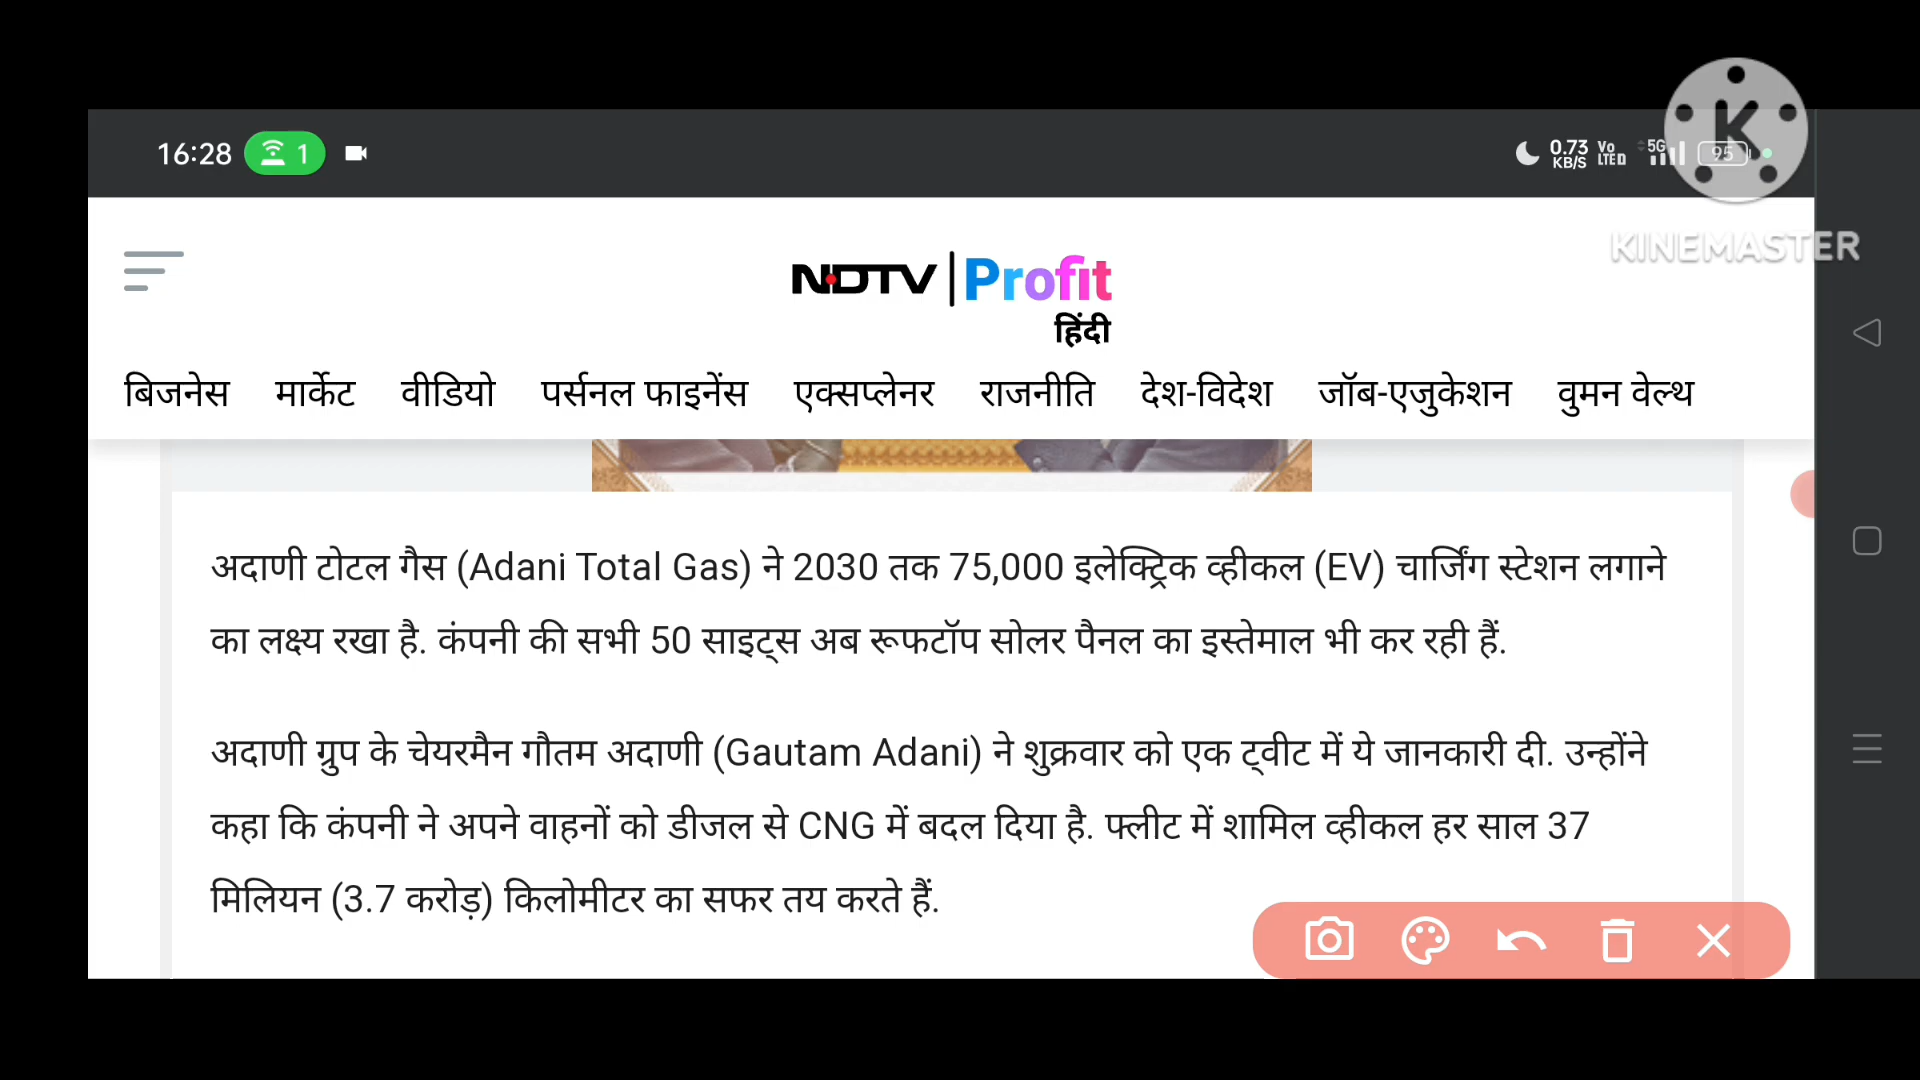 16:28 1
0.73 KB/S Vo LTE D 5G 95
K
KINEMASTER
NDTV | Profit
हिंदी
बिजनेस मार्केट वीडियो पर्सनल फाइनेंस एक्सप्लेनर राजनीति देश-विदेश जॉब-एजुकेशन वुमन वेल्थ
अदाणी टोटल गैस (Adani Total Gas) ने 2030 तक 75,000 इलेक्ट्रिक व्हीकल (EV) चार्जिंग स्टेशन लगाने
का लक्ष्य रखा है. कंपनी की सभी 50 साइट्स अब रूफटॉप सोलर पैनल का इस्तेमाल भी कर रही हैं.
अदाणी ग्रुप के चेयरमैन गौतम अदाणी (Gautam Adani) ने शुक्रवार को एक ट्वीट में ये जानकारी दी. उन्होंने
कहा कि कंपनी ने अपने वाहनों को डीजल से CNG में बदल दिया है. फ्लीट में शामिल व्हीकल हर साल 37
मिलियन (3.7 करोड़) किलोमीटर का सफर तय करते हैं.